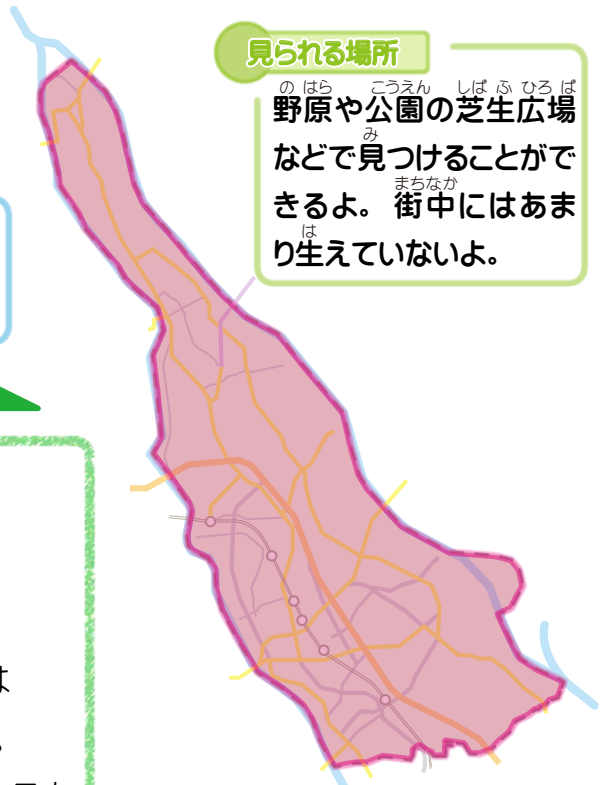 見られる場所
野原や公園の芝生広場
などで見つけることがで
きるよ。 街中にはあま
り生えていないよ。